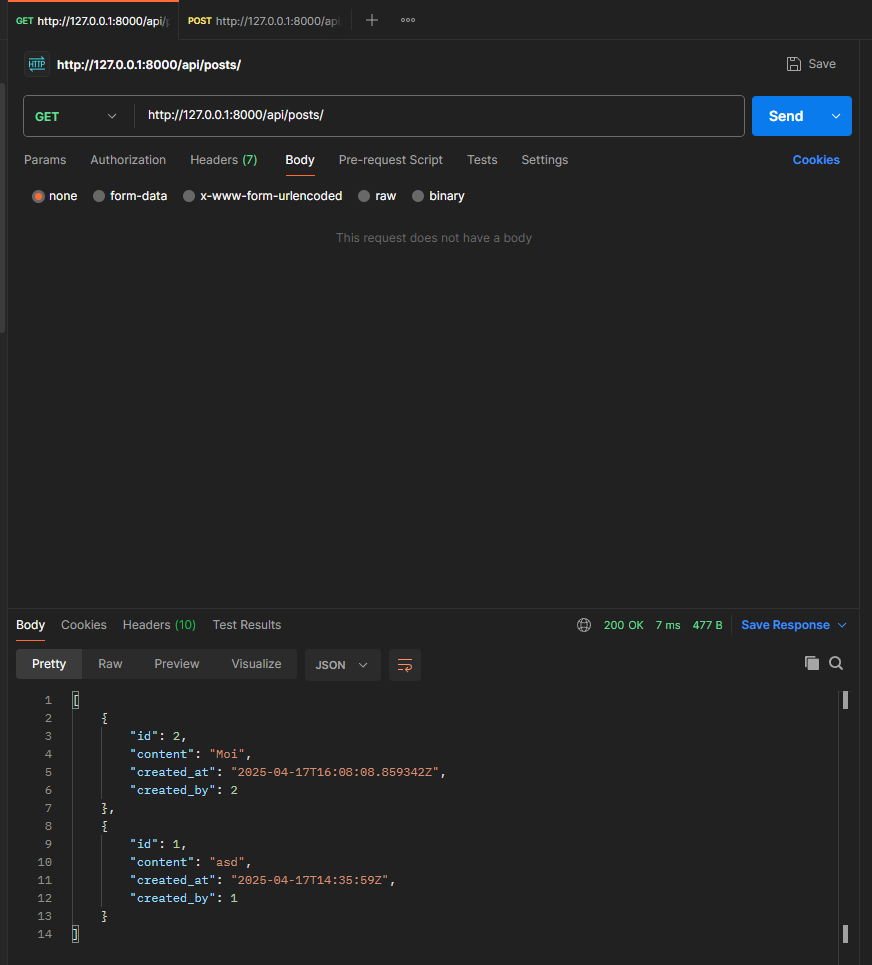 GET http://127.0.0.1:8000/api/p POST http://127.0.0.1:8000/api
HTTP http://127.0.0.1:8000/api/posts/ Save
GET http://127.0.0.1:8000/api/posts/ Send
Params Authorization Headers (7) Body Pre-request Script Tests Settings Cookies
none form-data x-www-form-urlencoded raw binary
This request does not have a body
Body Cookies Headers (10) Test Results 200 OK 7 ms 477 B Save Response
Pretty Raw Preview Visualize JSON
1 [
2 {
3 "id": 2,
4 "content": "Moi",
5 "created_at": "2025-04-17T16:08:08.859342Z",
6 "created_by": 2
7 },
8 {
9 "id": 1,
10 "content": "asd",
11 "created_at": "2025-04-17T14:35:59Z",
12 "created_by": 1
13 }
14 ]